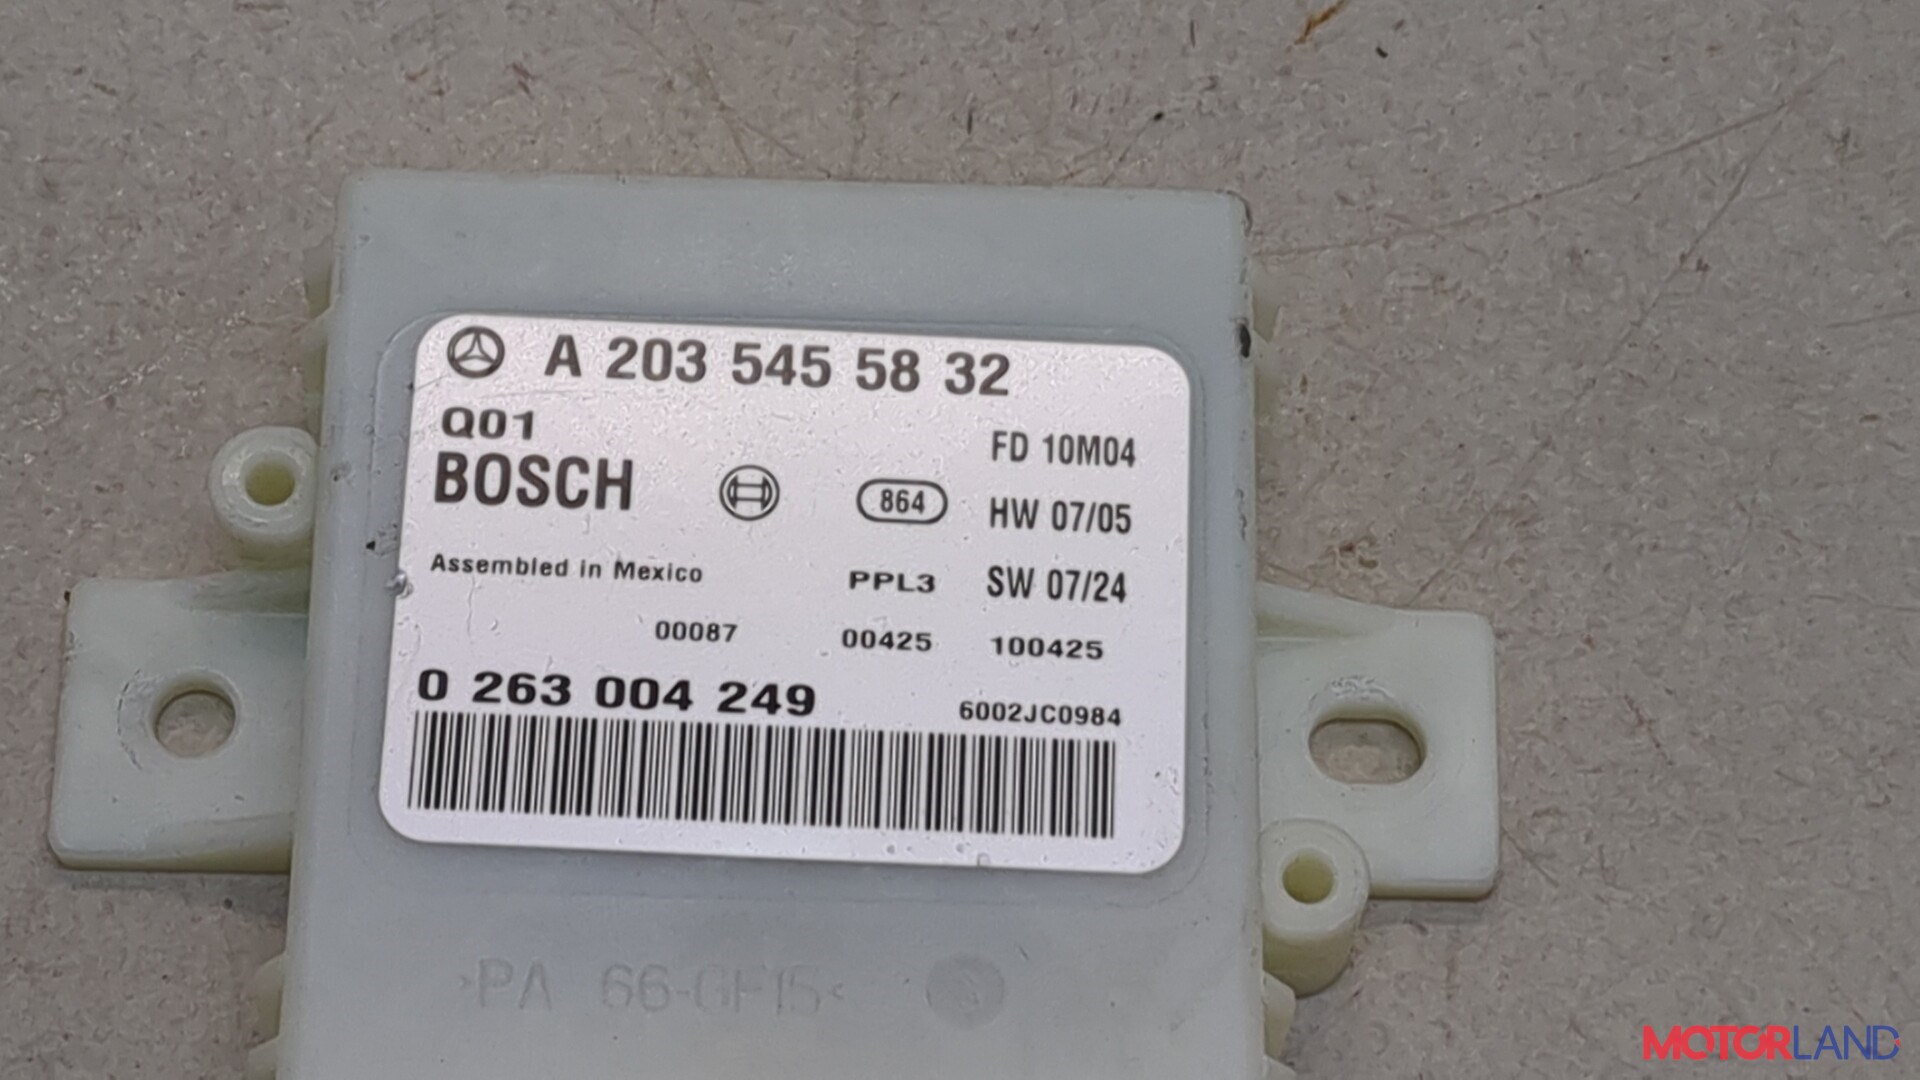 A 203 545 58 32
Q01
FD 10M04
BOSCH
864
HW 07/05
Assembled in Mexico
PPL3
SW 07/24
00087
00425
100425
0 263 004 249
6002JC0984
>PA 66-GF15<
MOTORLAND